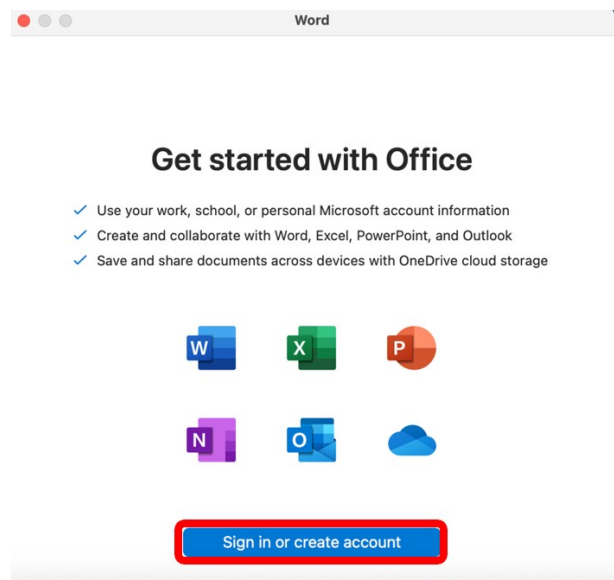 Word
Get started with Office
Use your work, school, or personal Microsoft account information
Create and collaborate with Word, Excel, PowerPoint, and Outlook
Save and share documents across devices with OneDrive cloud storage
W X P
N O
Sign in or create account